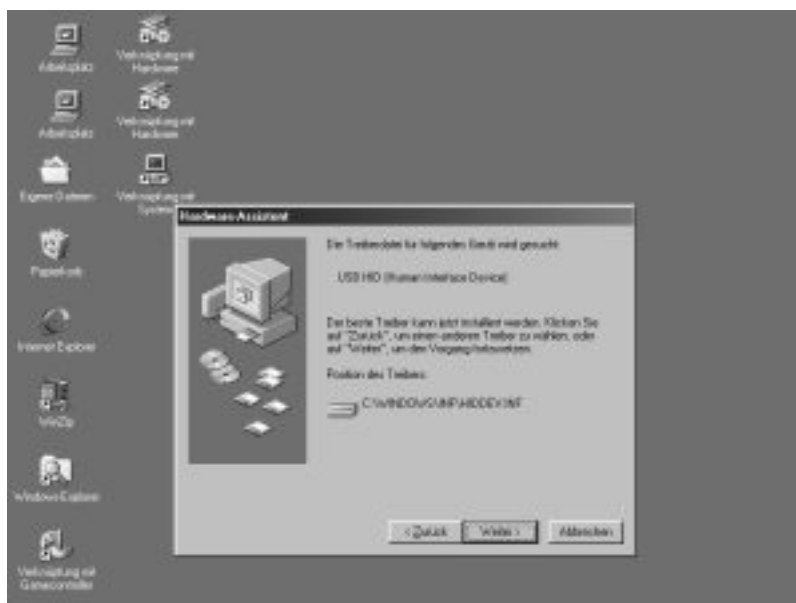 Arbeitsplatz
Verknüpfung mit
Hardware
Arbeitsplatz
Verknüpfung mit
Hardware
Eigene Dateien
Verknüpfung mit
System
Papierkorb
Internet Explorer
WinZip
Windows-Explorer
Verknüpfung mit
Gamecontroller
Hardware-Assistent
Die Treiberdatei für folgendes Gerät wird gesucht:
USB HID (Human Interface Device)
Der beste Treiber kann jetzt installiert werden. Klicken Sie
auf "Zurück", um einen anderen Treiber zu wählen, oder
auf "Weiter", um den Vorgang fortzusetzen.
Position des Treibers:
C:\WINDOWS\INF\HIDDEV.INF
< Zurück
Weiter >
Abbrechen